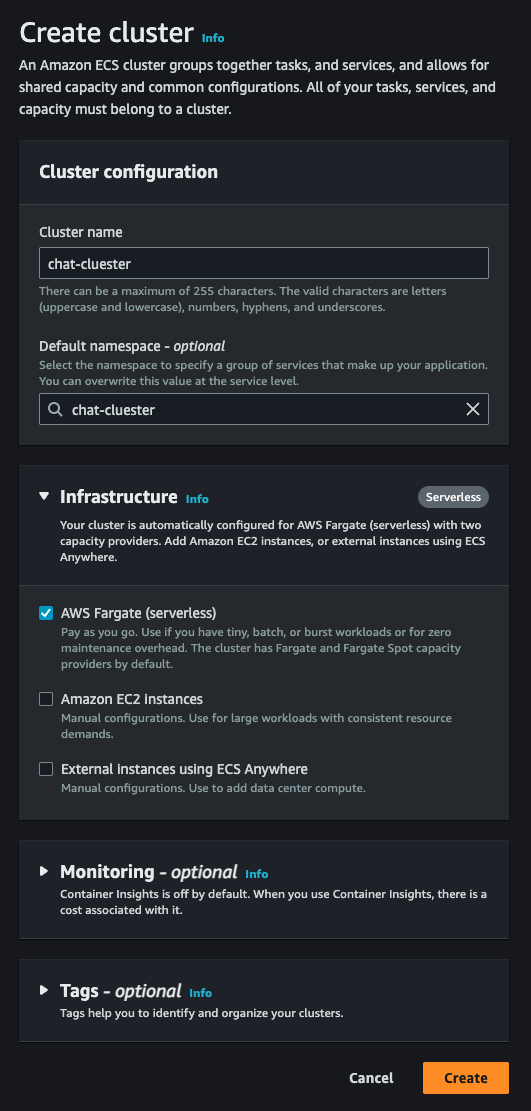 Create cluster Info
An Amazon ECS cluster groups together tasks, and services, and allows for
shared capacity and common configurations. All of your tasks, services, and
capacity must belong to a cluster.
Cluster configuration
Cluster name
chat-cluester
There can be a maximum of 255 characters. The valid characters are letters
(uppercase and lowercase), numbers, hyphens, and underscores.
Default namespace - optional
Select the namespace to specify a group of services that make up your application.
You can overwrite this value at the service level.
chat-cluester
Infrastructure Info Serverless
Your cluster is automatically configured for AWS Fargate (serverless) with two
capacity providers. Add Amazon EC2 instances, or external instances using ECS
Anywhere.
AWS Fargate (serverless)
Pay as you go. Use if you have tiny, batch, or burst workloads or for zero
maintenance overhead. The cluster has Fargate and Fargate Spot capacity
providers by default.
Amazon EC2 instances
Manual configurations. Use for large workloads with consistent resource
demands.
External instances using ECS Anywhere
Manual configurations. Use to add data center compute.
Monitoring - optional Info
Container Insights is off by default. When you use Container Insights, there is a
cost associated with it.
Tags - optional Info
Tags help you to identify and organize your clusters.
Cancel Create